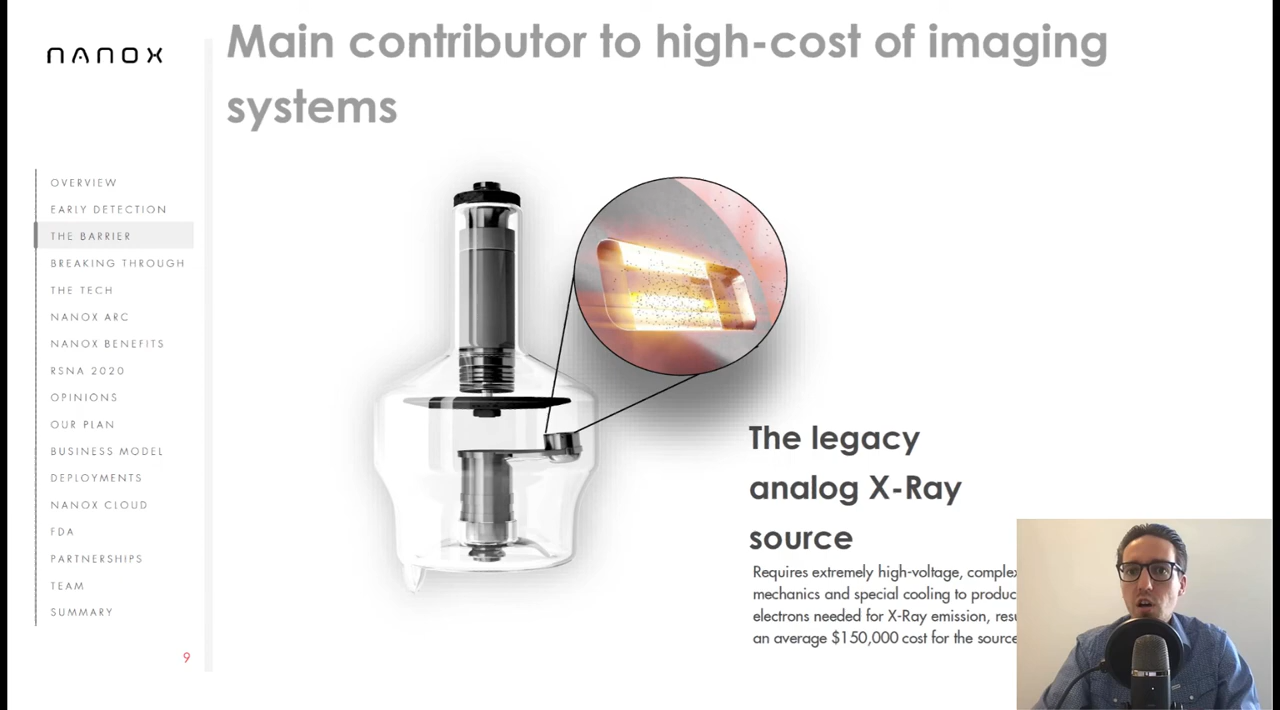 NANOX
Main contributor to high-cost of imaging
systems
OVERVIEW
EARLY DETECTION
THE BARRIER
BREAKING THROUGH
THE TECH
NANOX ARC
NANOX BENEFITS
RSNA 2020
OPINIONS
OUR PLAN
BUSINESS MODEL
DEPLOYMENTS
NANOX CLOUD
FDA
PARTNERSHIPS
TEAM
SUMMARY
9
The legacy
analog X-Ray
source
Requires extremely high-voltage, complex
mechanics and special cooling to
electrons needed for X-Ray emission,
an average $150,000 cost for the source